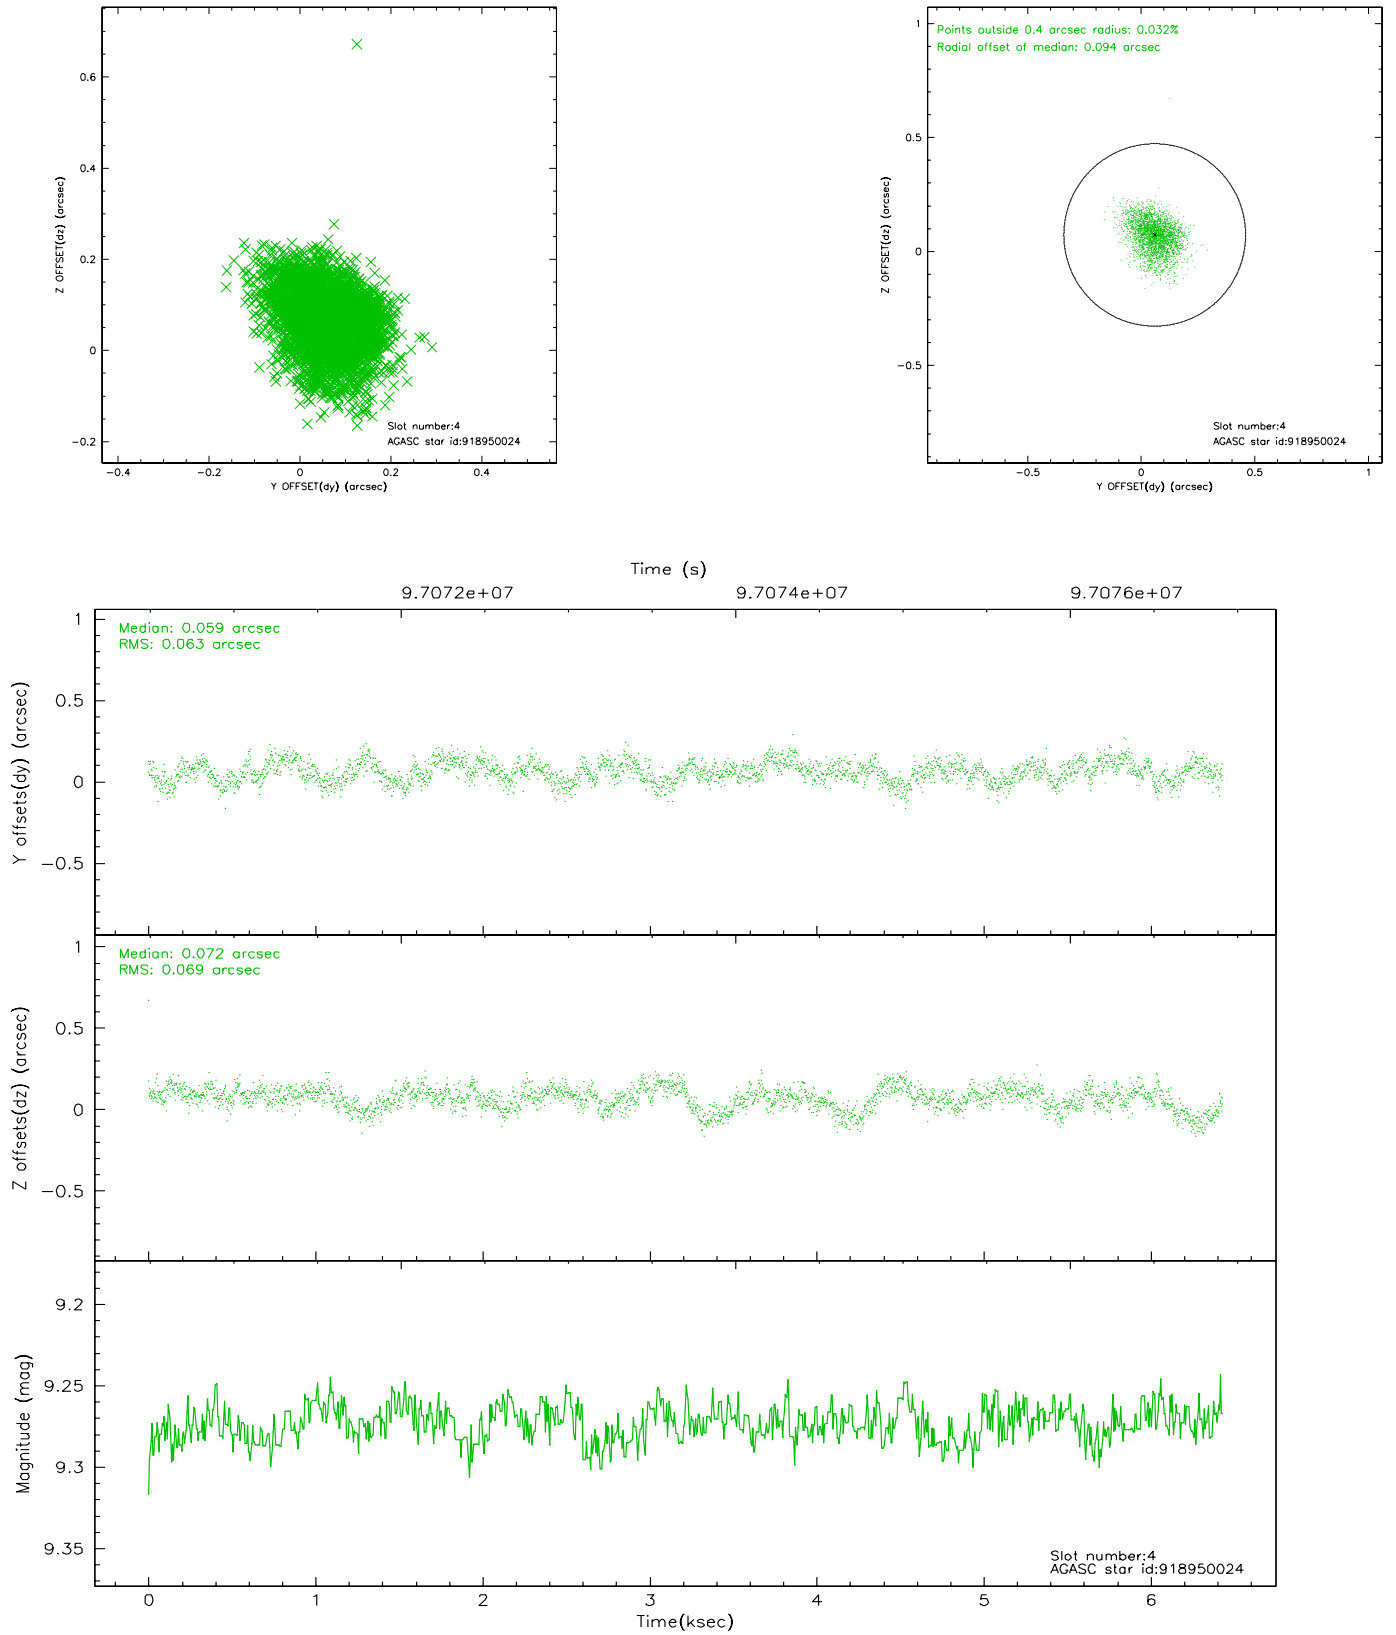 0.6
0.4
0.2
0
−0.2
Z OFFSET(dz) (arcsec)
Slot number:4
AGASC star id:918950024
−0.4 −0.2 0 0.2 0.4
Y OFFSET(dy) (arcsec)
Points outside 0.4 arcsec radius: 0.032%
Radial offset of median: 0.094 arcsec
1
0.5
0
−0.5
Z OFFSET(dz) (arcsec)
Slot number:4
AGASC star id:918950024
−0.5 0 0.5 1
Y OFFSET(dy) (arcsec)
Time (s)
9.7072e+07 9.7074e+07 9.7076e+07
Median: 0.059 arcsec
RMS: 0.063 arcsec
1
0.5
0
−0.5
Y offsets(dy) (arcsec)
Median: 0.072 arcsec
RMS: 0.069 arcsec
1
0.5
0
−0.5
Z offsets(dz) (arcsec)
9.2
9.25
9.3
9.35
Magnitude (mag)
Slot number:4
AGASC star id:918950024
0 1 2 3 4 5 6
Time(ksec)